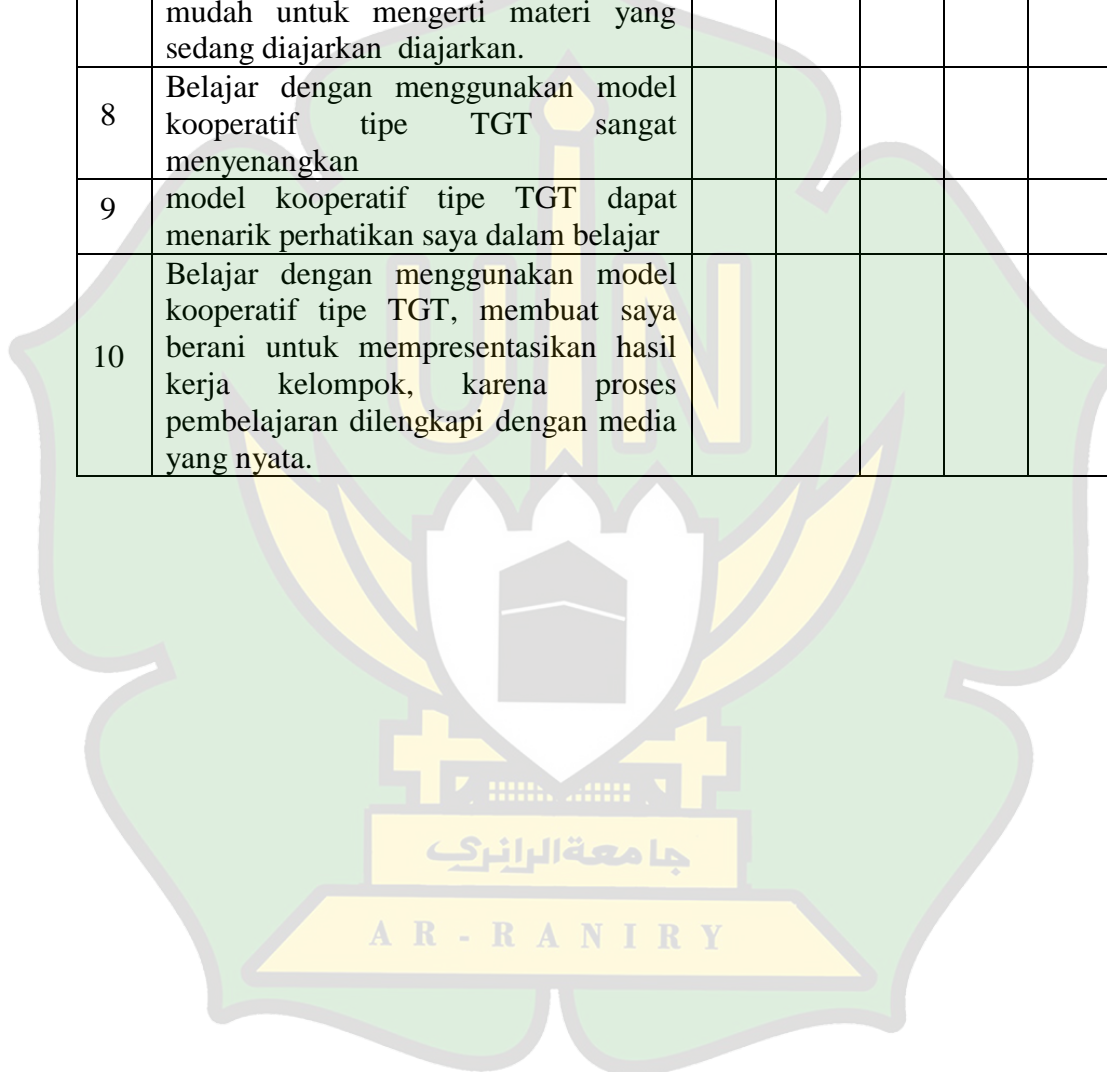 mudah untuk mengerti materi yang
sedang diajarkan diajarkan.
8
Belajar dengan menggunakan model
kooperatif tipe TGT sangat
menyenangkan
9
model kooperatif tipe TGT dapat
menarik perhatikan saya dalam belajar
10
Belajar dengan menggunakan model
kooperatif tipe TGT, membuat saya
berani untuk mempresentasikan hasil
kerja kelompok, karena proses
pembelajaran dilengkapi dengan media
yang nyata.
UIN
جامعة الرانري
AR-RANIRY